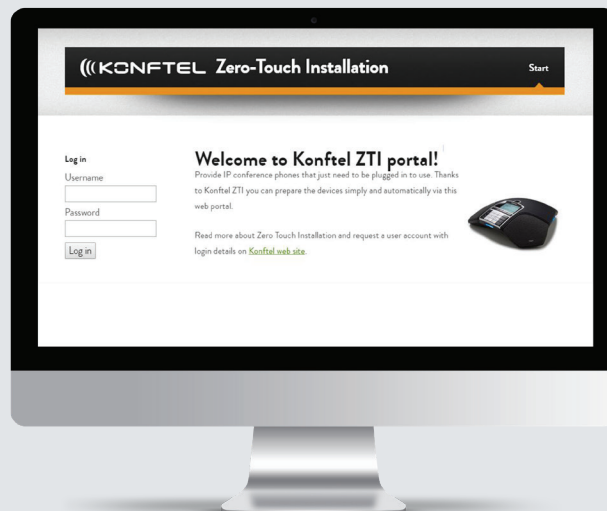 KONFTEL Zero-Touch Installation
Start
Log in
Username
Password
Log in
Welcome to Konftel ZTI portal!
Provide IP conference phones that just need to be plugged in to use. Thanks
to Konftel ZTI you can prepare the devices simply and automatically via this
web portal.
Read more about Zero Touch Installation and request a user account with
login details on Konftel web site.